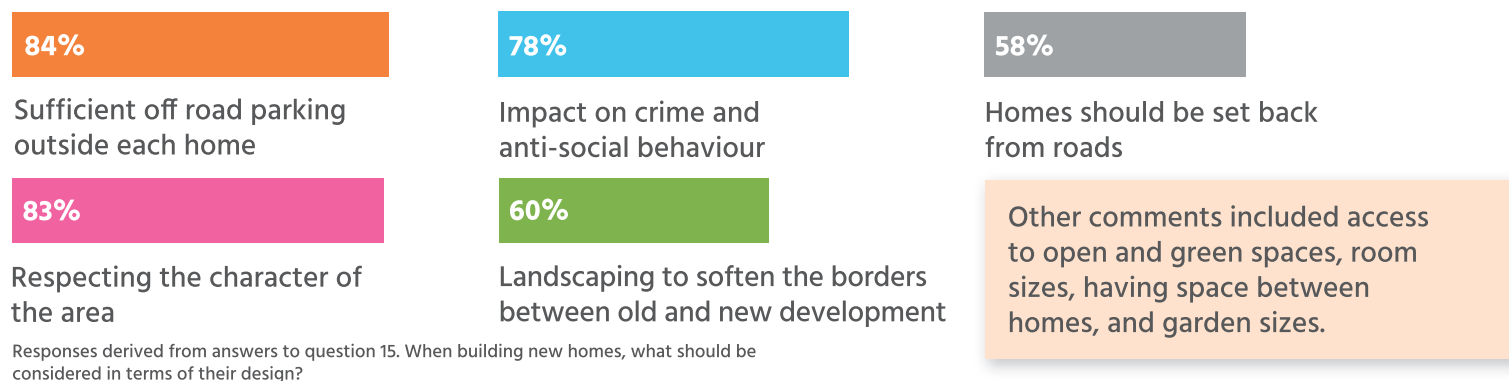 84%
Sufficient off road parking
outside each home
83%
Respecting the character of
the area
78%
Impact on crime and
anti-social behaviour
60%
Landscaping to soften the borders
between old and new development
58%
Homes should be set back
from roads
Other comments included access
to open and green spaces, room
sizes, having space between
homes, and garden sizes.
Responses derived from answers to question 15. When building new homes, what should be
considered in terms of their design?